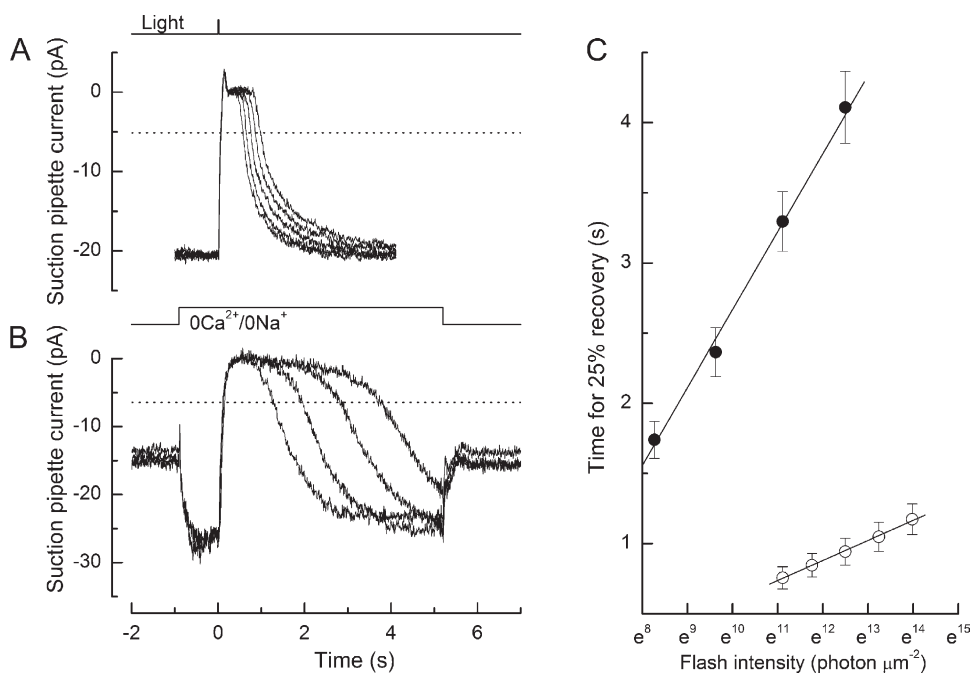 Light
A
Suction pipette current (pA)
0
-10
-20
0Ca²⁺/0Na⁺
B
Suction pipette current (pA)
0
-10
-20
-30
-2 0 2 4 6
Time (s)
C
Time for 25% recovery (s)
4
3
2
1
e⁸ e⁹ e¹⁰ e¹¹ e¹² e¹³ e¹⁴ e¹⁵
Flash intensity (photon μm⁻²)